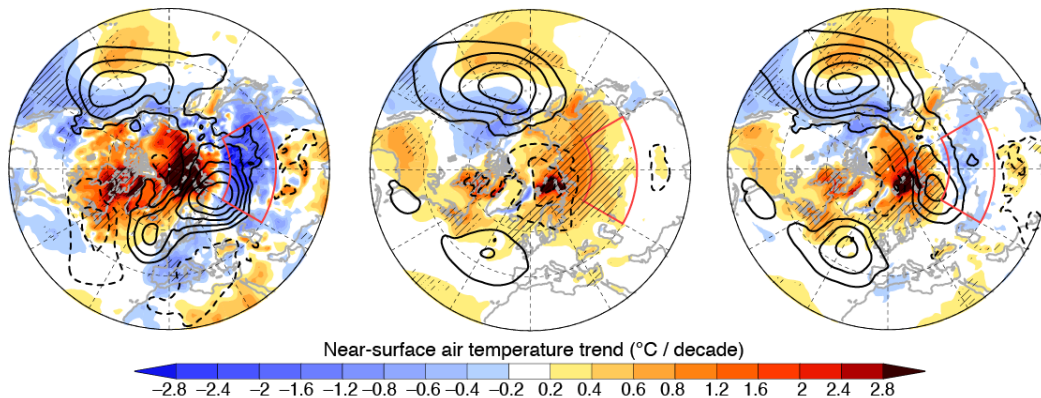 Near-surface air temperature trend (°C / decade)
−2.8 −2.4 −2 −1.6 −1.2 −0.8 −0.6 −0.4 −0.2 0.2 0.4 0.6 0.8 1.2 1.6 2 2.4 2.8